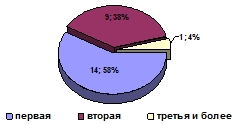 9; 38%
1; 4%
14; 58%
первая вторая третья и более